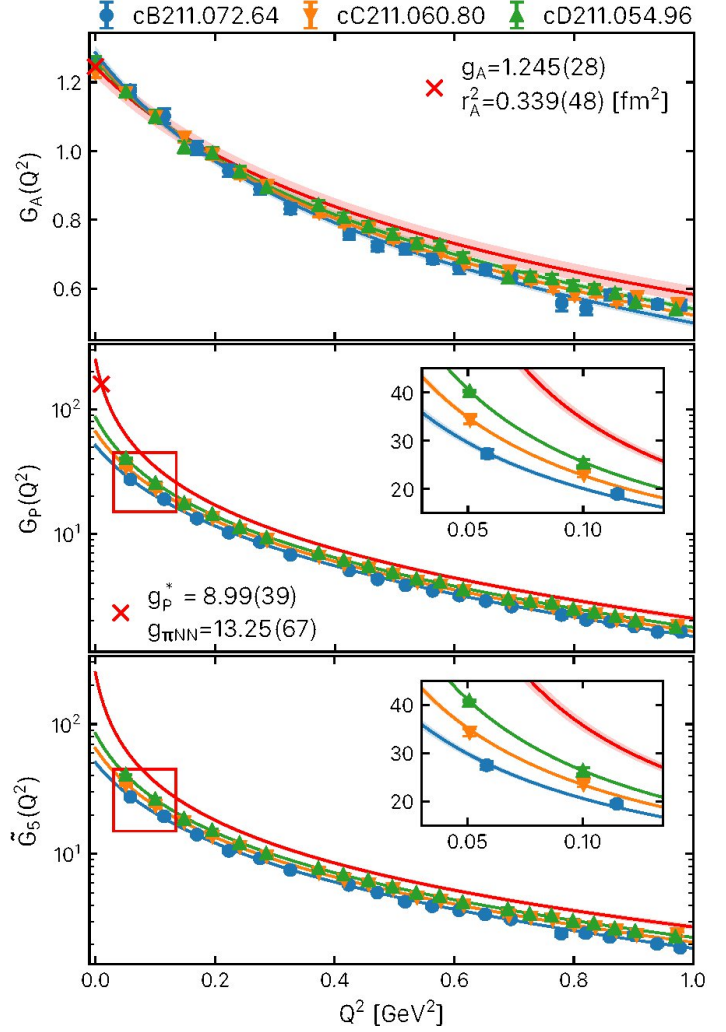 cB211.072.64 cC211.060.80 cD211.054.96
g_A=1.245(28)
r_A^2=0.339(48) [fm^2]
G_A(Q^2)
1.2
1.0
0.8
0.6
G_P(Q^2)
10^2
10^1
g_P^* = 8.99(39)
g_πNN=13.25(67)
40
30
20
0.05 0.10
G̃_5(Q^2)
10^2
10^1
40
30
20
0.05 0.10
0.0 0.2 0.4 0.6 0.8 1.0
Q^2 [GeV^2]